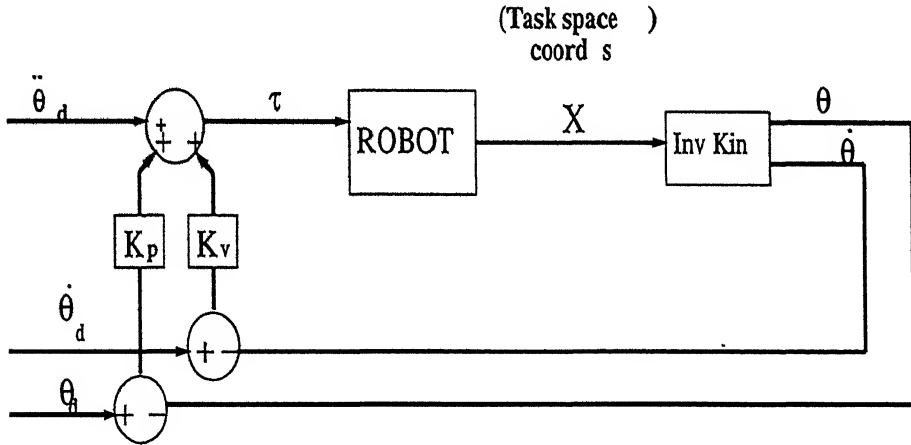 (Task space )
coord s
θ̈ d
τ
ROBOT
X
Inv Kin
θ
θ̇
+
+
+
Kp
Kv
θ̇ d
+ −
θd
+ −